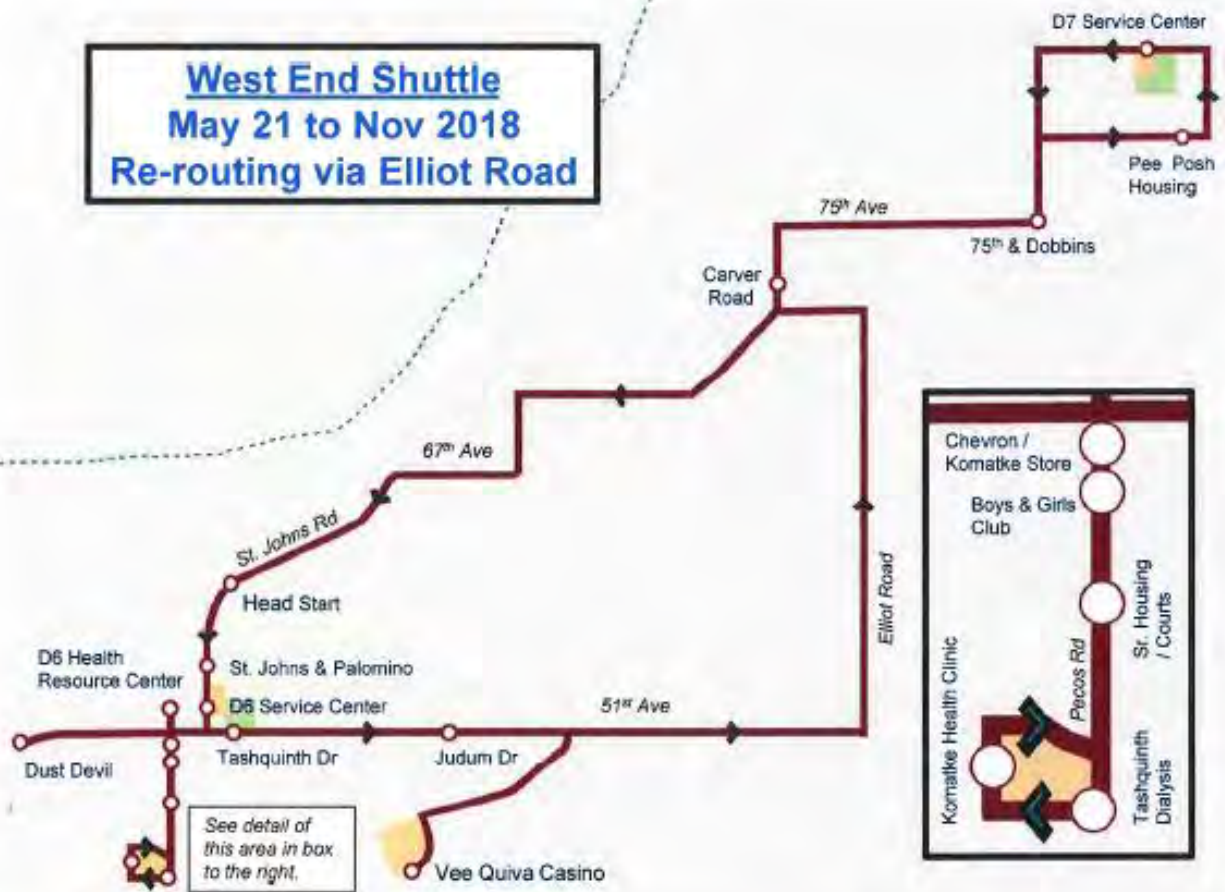 West End Shuttle
May 21 to Nov 2018
Re-routing via Elliot Road
D7 Service Center
Pee Posh
Housing
75th Ave
75th & Dobbins
Carver
Road
67th Ave
St. Johns Rd
Head Start
D6 Health
Resource Center
St. Johns & Palomino
D6 Service Center
51st Ave
Elliot Road
Dust Devil
Tashquinth Dr
Judum Dr
See detail of
this area in box
to the right.
Vee Quiva Casino
Chevron /
Komatke Store
Boys & Girls
Club
Sr. Housing
/ Courts
Pecos Rd
Komatke Health Clinic
Tashquinth
Dialysis